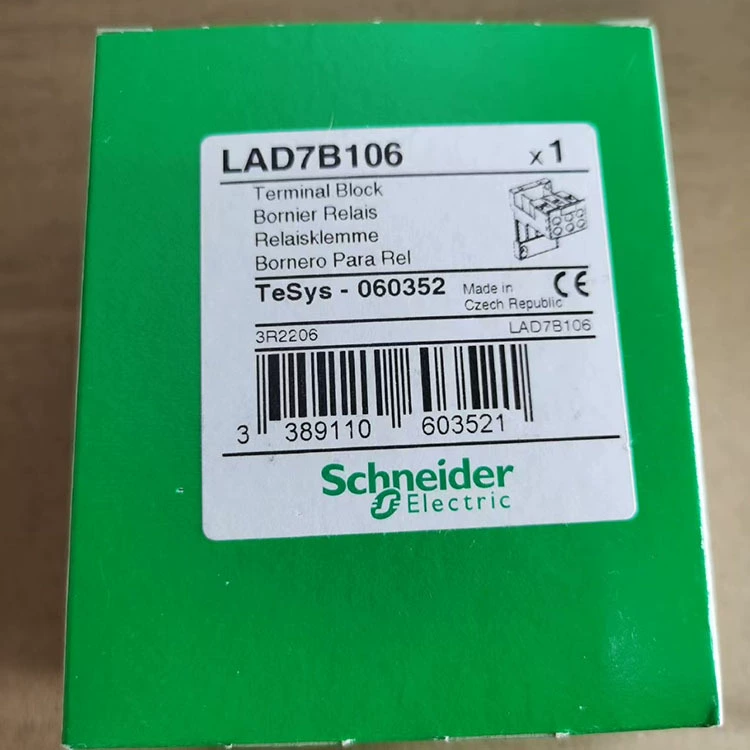 LAD7B106 x 1
Terminal Block
Bornier Relais
Relaisklemme
Bornero Para Rel
TeSys - 060352 Made in Czech Republic CE
3R2206 LAD7B106
3 389110 603521
Schneider
Electric